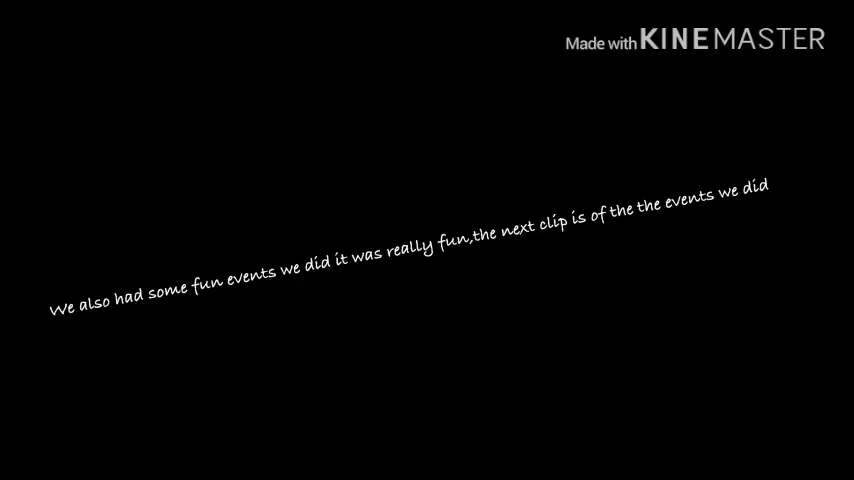 Made with KINEMASTER
We also had some fun events we did it was really fun,the next clip is of the the events we did